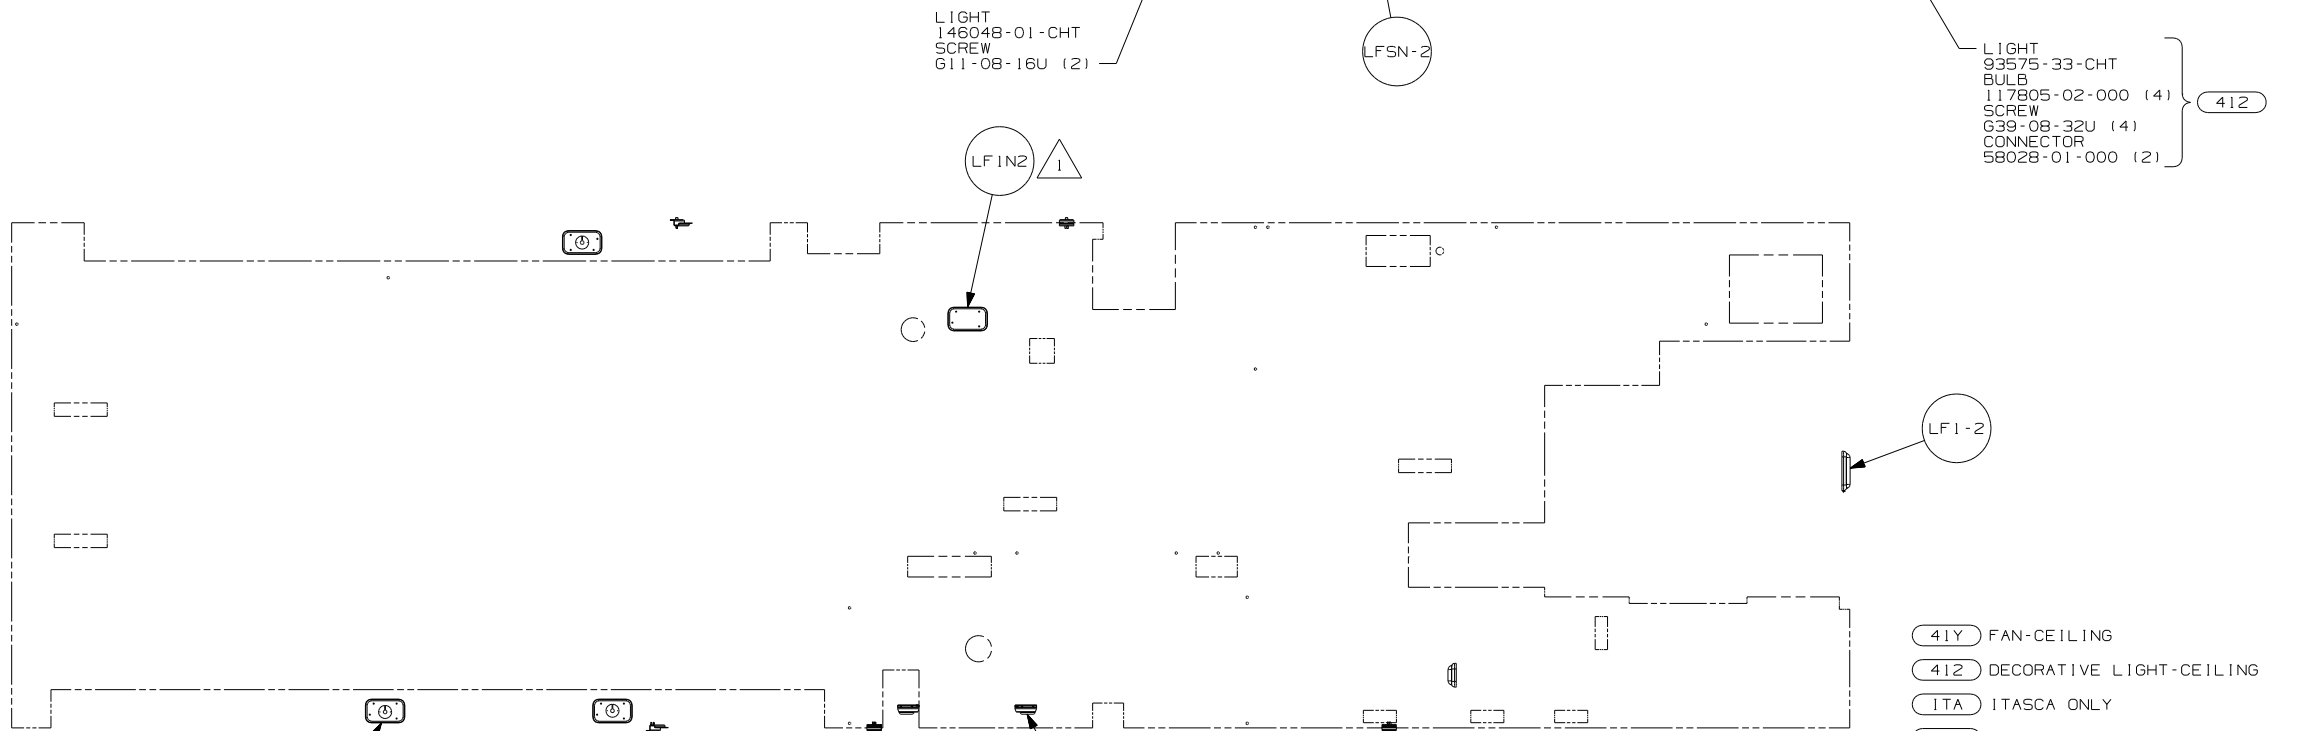 LIGHT
146048-01-CHT
SCREW
G11-08-16U (2)
LFSN-2
LIGHT
93575-33-CHT
BULB
117805-02-000 (4)
SCREW
G39-08-32U (4)
CONNECTOR
58028-01-000 (2)
412
LF1N2
1
LF1-2
41Y FAN-CEILING
412 DECORATIVE LIGHT-CEILING
ITA ITASCA ONLY